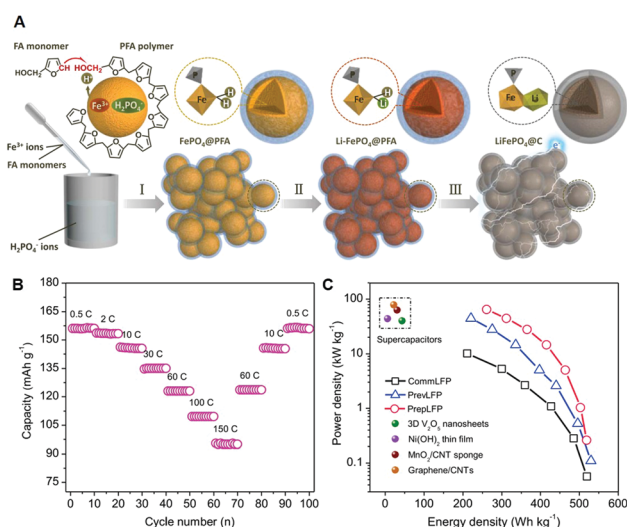 A
FA monomer
PFA polymer
HOH₂C
CH
HOH₂C
H⁺
Fe³⁺
H₂PO₄⁻
Fe³⁺ ions
FA monomers
H₂PO₄⁻ ions
P
Fe
H
H
FePO₄@PFA
P
Fe
H
Li
Li-FePO₄@PFA
P
Fe
Li
LiFePO₄@C
e⁻
I
II
III
B
Capacity (mAh g⁻¹)
180
165
150
135
120
105
90
75
0.5 C
2 C
10 C
30 C
60 C
100 C
150 C
60 C
10 C
0.5 C
0 10 20 30 40 50 60 70 80 90 100
Cycle number (n)
C
Power density (kW kg⁻¹)
100
10
1
0.1
Supercapacitors
CommLFP
PrevLFP
PrepLFP
3D V₂O₅ nanosheets
Ni(OH)₂ thin film
MnO₂/CNT sponge
Graphene/CNTs
0 100 200 300 400 500 600
Energy density (Wh kg⁻¹)